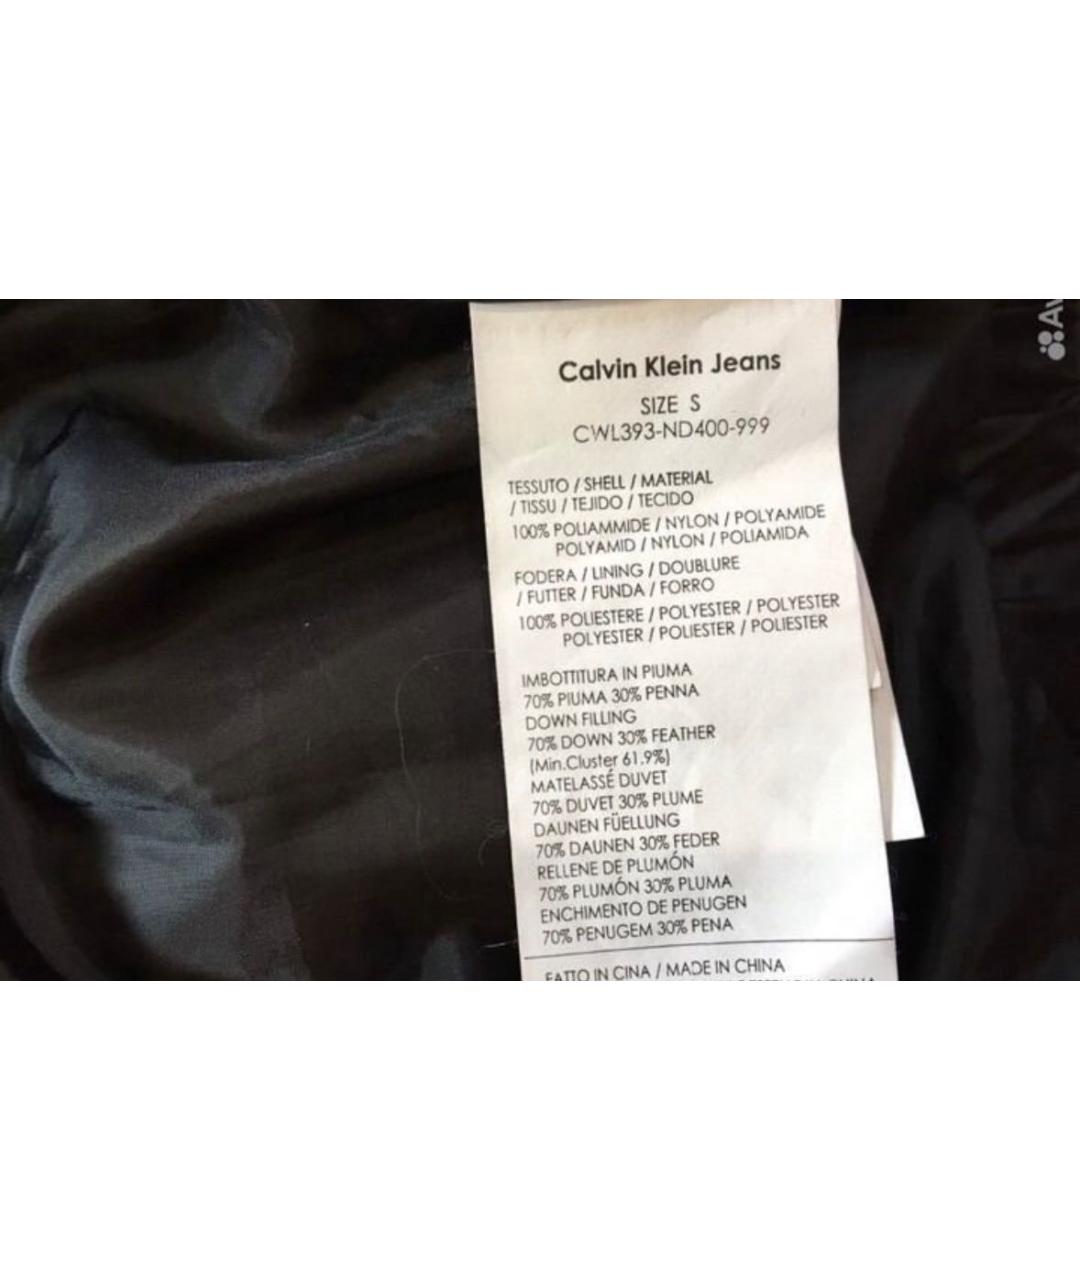 Calvin Klein Jeans
SIZE S
CWL393-ND400-999
TESSUTO / SHELL / MATERIAL
/ TISSU / TEJIDO / TECIDO
100% POLIAMMIDE / NYLON / POLYAMIDE
POLYAMID / NYLON / POLIAMIDA
FODERA / LINING / DOUBLURE
/ FUTTER / FUNDA / FORRO
100% POLIESTERE / POLYESTER / POLYESTER
POLYESTER / POLIESTER / POLIESTER
IMBOTTITURA IN PIUMA
70% PIUMA 30% PENNA
DOWN FILLING
70% DOWN 30% FEATHER
(Min.Cluster 61.9%)
MATELASSÉ DUVET
70% DUVET 30% PLUME
DAUNEN FÜELLUNG
70% DAUNEN 30% FEDER
RELLENE DE PLUMÓN
70% PLUMÓN 30% PLUMA
ENCHIMENTO DE PENUGEN
70% PENUGEM 30% PENA
FATTO IN CINA / MADE IN CHINA